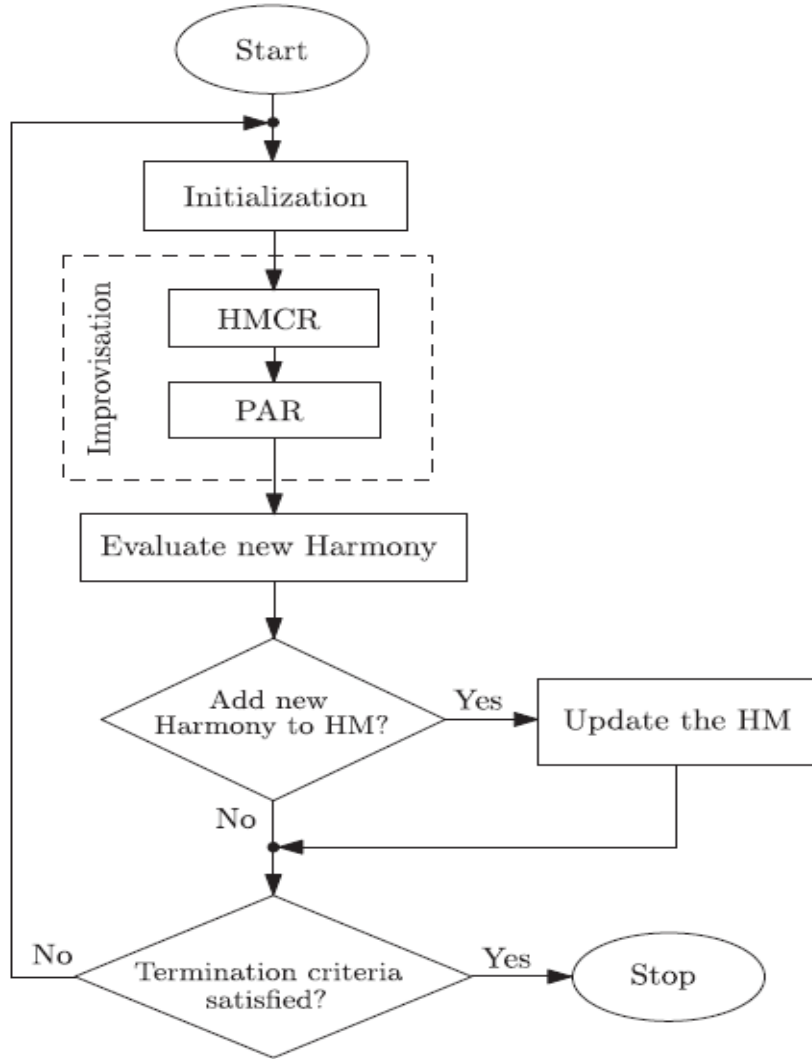 Start
Initialization
Improvisation
HMCR
PAR
Evaluate new Harmony
Add new
Harmony to HM?
Yes
Update the HM
No
No
Termination criteria
satisfied?
Yes
Stop